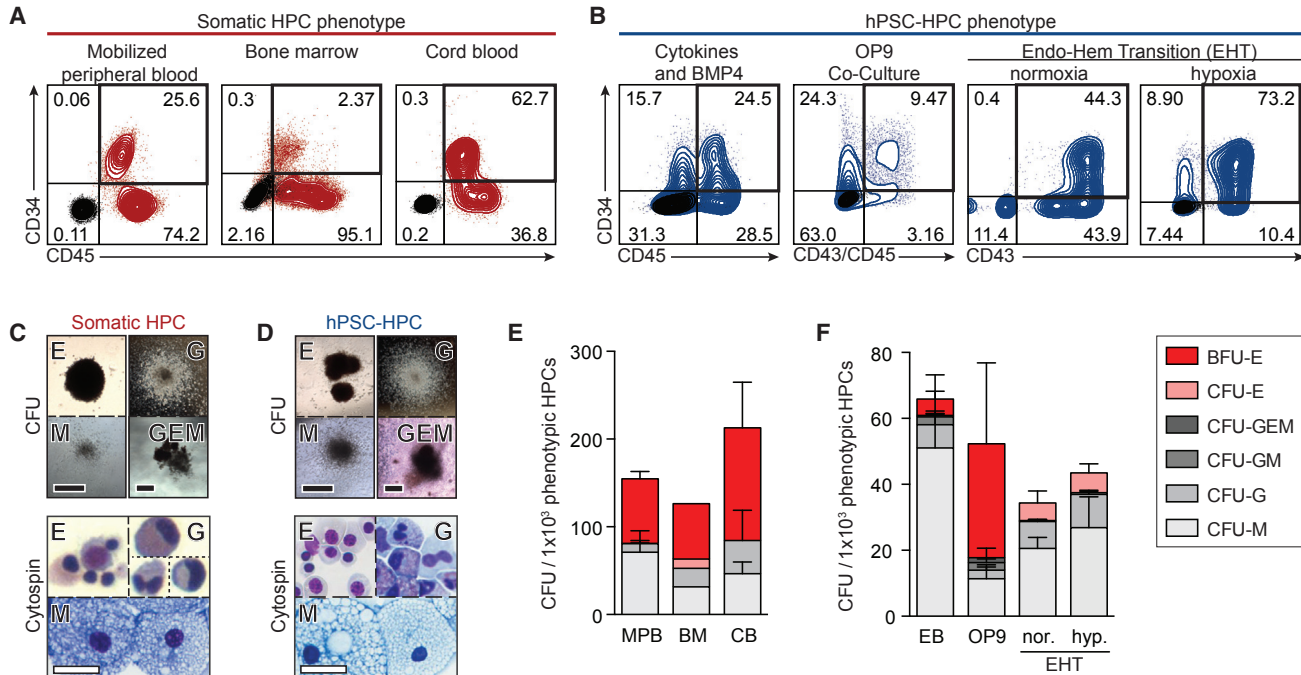 A
Somatic HPC phenotype
Mobilized
peripheral blood
Bone marrow
Cord blood
0.06
25.6
0.11
74.2
0.3
2.37
2.16
95.1
0.3
62.7
0.2
36.8
CD34
CD45
B
hPSC-HPC phenotype
Cytokines
and BMP4
OP9
Co-Culture
Endo-Hem Transition (EHT)
normoxia
hypoxia
15.7
24.5
31.3
28.5
24.3
9.47
63.0
3.16
0.4
44.3
11.4
43.9
8.90
73.2
7.44
10.4
CD34
CD45
CD43/CD45
CD43
C
Somatic HPC
CFU
E
G
M
GEM
Cytospin
E
G
M
D
hPSC-HPC
CFU
E
G
M
GEM
Cytospin
E
G
M
E
CFU / 1x10³ phenotypic HPCs
300
200
100
0
MPB
BM
CB
F
CFU / 1x10³ phenotypic HPCs
80
60
40
20
0
EB
OP9
nor.
hyp.
EHT
BFU-E
CFU-E
CFU-GEM
CFU-GM
CFU-G
CFU-M